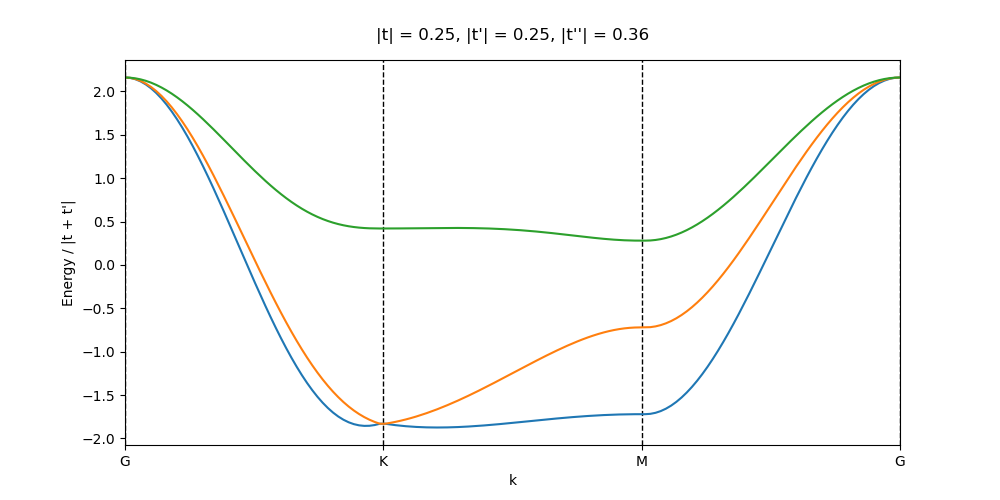 |t| = 0.25, |t'| = 0.25, |t''| = 0.36
Energy / |t + t'|
2.0
1.5
1.0
0.5
0.0
−0.5
−1.0
−1.5
−2.0
G K M G
k